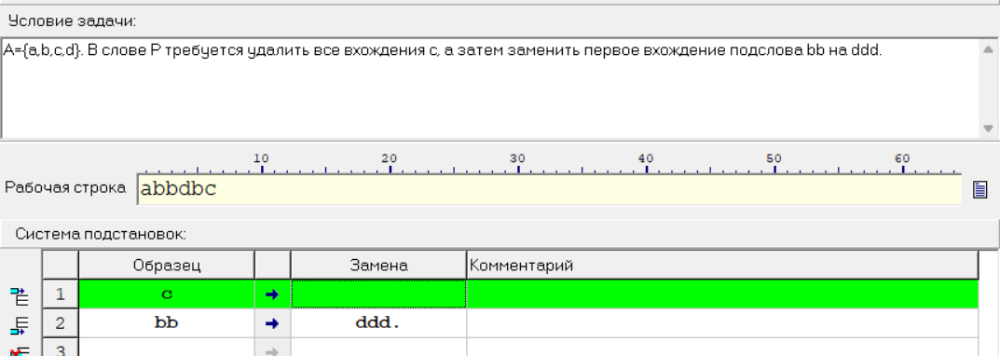 Условие задачи:
A={a,b,c,d}. В слове P требуется удалить все вхождения c, а затем заменить первое вхождение подслова bb на ddd.
10 20 30 40 50 60
Рабочая строка abbdbc
Система подстановок:
Образец Замена Комментарий
1 c →
2 bb → ddd.
3 →